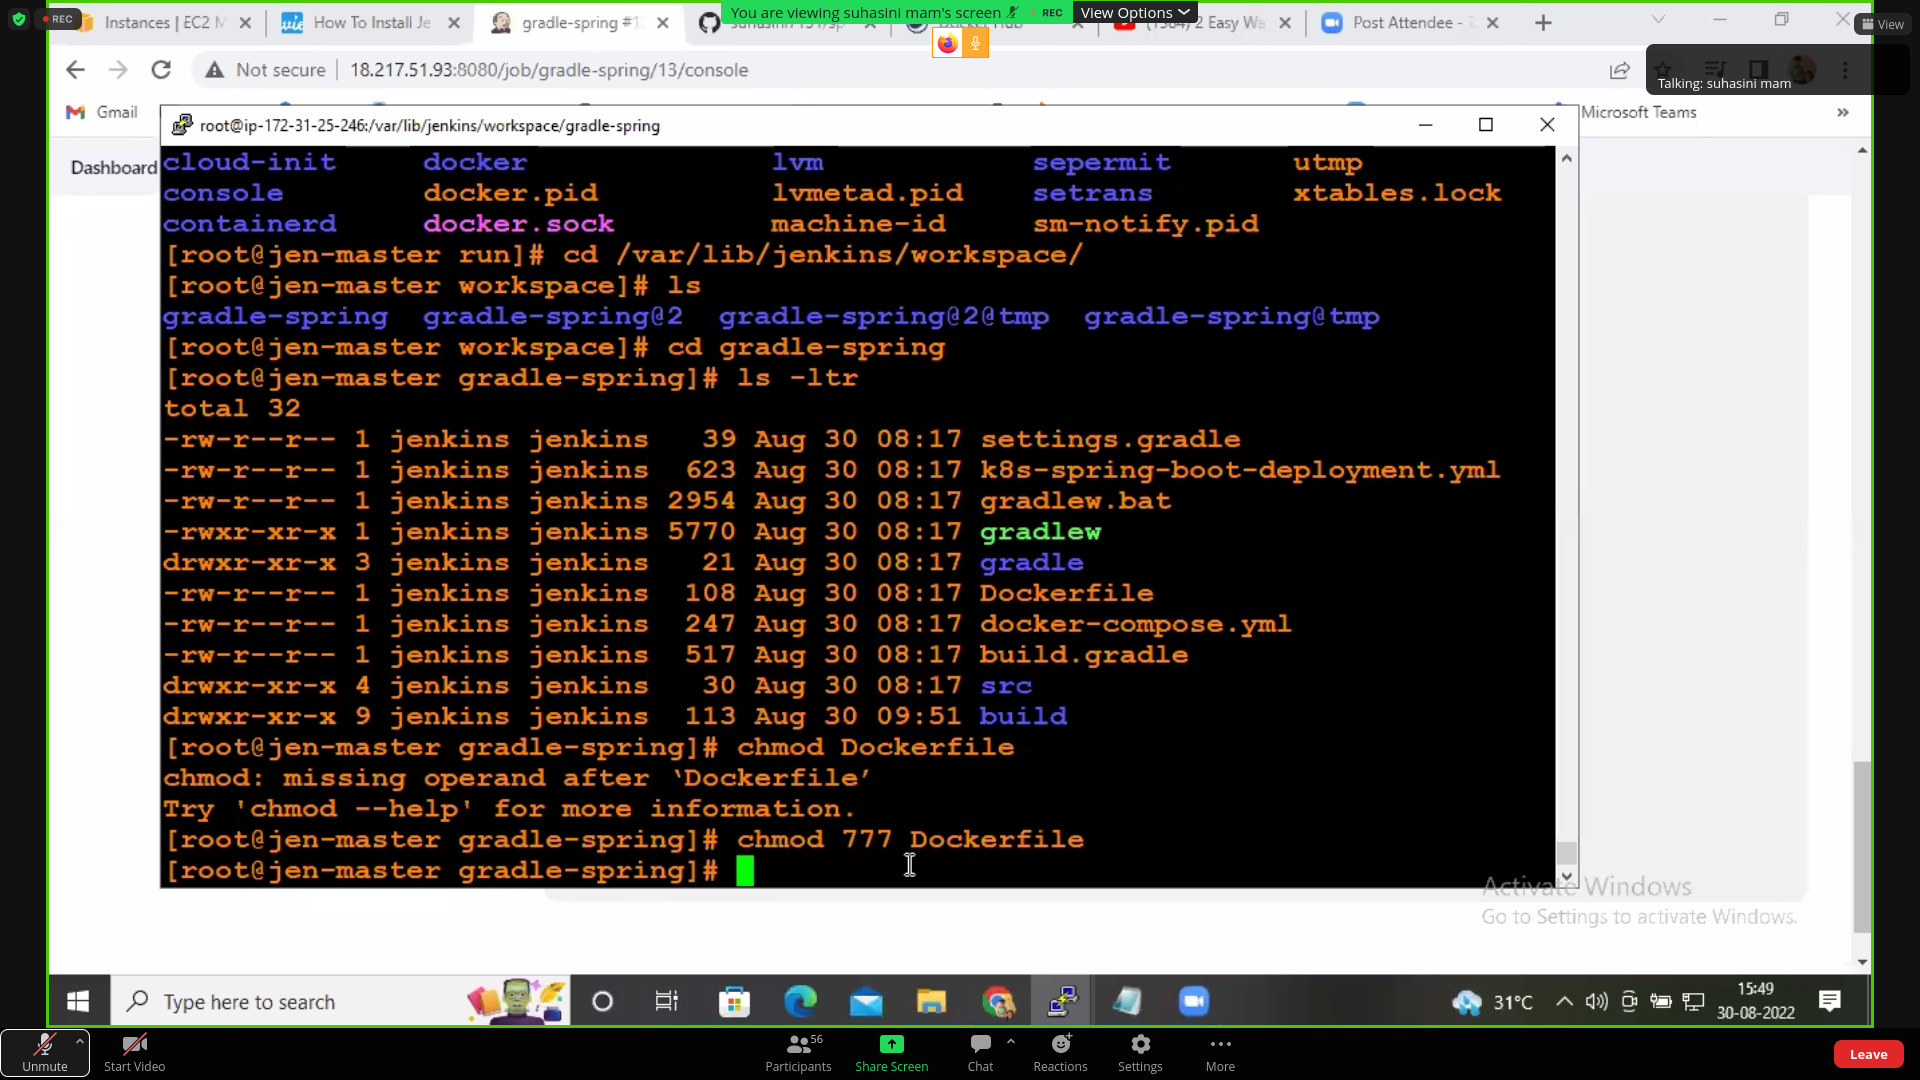 REC
Instances | EC2 M
How To Install Je
gradle-spring #1
You are viewing suhasini mam's screen
REC
View Options
Post Attendee -
View
Not secure
18.217.51.93:8080/job/gradle-spring/13/console
Talking: suhasini mam
Gmail
Microsoft Teams
root@ip-172-31-25-246:/var/lib/jenkins/workspace/gradle-spring
Dashboard
cloud-init docker lvm sepermit utmp
console docker.pid lvmetad.pid setrans xtables.lock
containerd docker.sock machine-id sm-notify.pid
[root@jen-master run]# cd /var/lib/jenkins/workspace/
[root@jen-master workspace]# ls
gradle-spring gradle-spring@2 gradle-spring@2@tmp gradle-spring@tmp
[root@jen-master workspace]# cd gradle-spring
[root@jen-master gradle-spring]# ls -ltr
total 32
-rw-r--r-- 1 jenkins jenkins 39 Aug 30 08:17 settings.gradle
-rw-r--r-- 1 jenkins jenkins 623 Aug 30 08:17 k8s-spring-boot-deployment.yml
-rw-r--r-- 1 jenkins jenkins 2954 Aug 30 08:17 gradlew.bat
-rwxr-xr-x 1 jenkins jenkins 5770 Aug 30 08:17 gradlew
drwxr-xr-x 3 jenkins jenkins 21 Aug 30 08:17 gradle
-rw-r--r-- 1 jenkins jenkins 108 Aug 30 08:17 Dockerfile
-rw-r--r-- 1 jenkins jenkins 247 Aug 30 08:17 docker-compose.yml
-rw-r--r-- 1 jenkins jenkins 517 Aug 30 08:17 build.gradle
drwxr-xr-x 4 jenkins jenkins 30 Aug 30 08:17 src
drwxr-xr-x 9 jenkins jenkins 113 Aug 30 09:51 build
[root@jen-master gradle-spring]# chmod Dockerfile
chmod: missing operand after ‘Dockerfile’
Try 'chmod --help' for more information.
[root@jen-master gradle-spring]# chmod 777 Dockerfile
[root@jen-master gradle-spring]#
Activate Windows
Go to Settings to activate Windows.
Type here to search
31°C
15:49
30-08-2022
Unmute
Start Video
56
Participants
Share Screen
Chat
Reactions
Settings
More
Leave